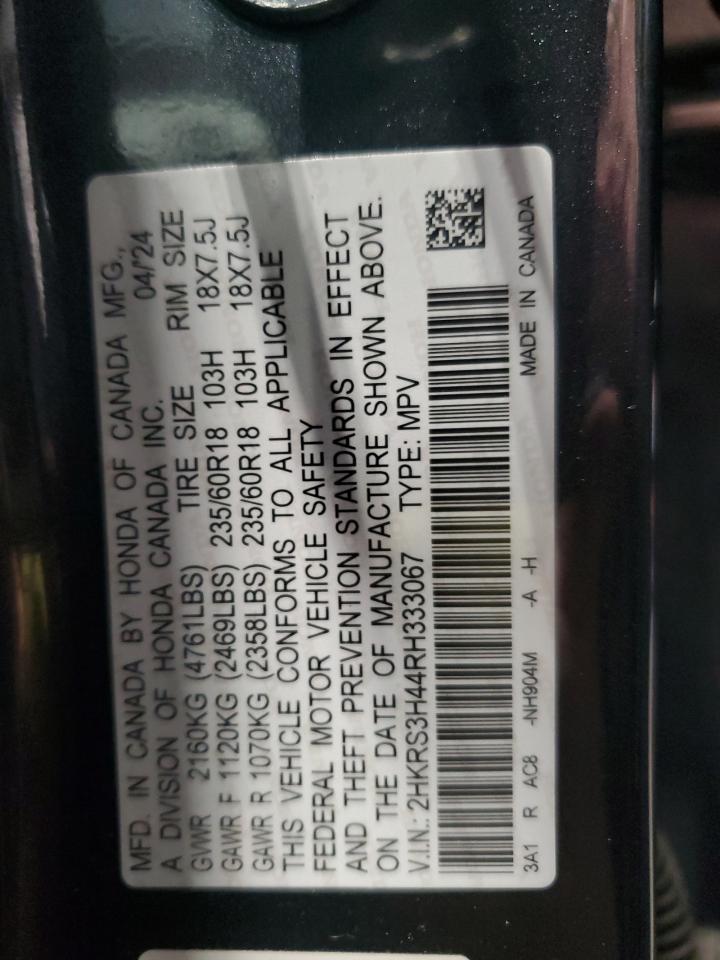 MFD. IN CANADA BY HONDA OF CANADA MFG.,
A DIVISION OF HONDA CANADA INC. 04/'24
GVWR 2160KG (4761LBS) TIRE SIZE RIM SIZE
GAWR F 1120KG (2469LBS) 235/60R18 103H 18X7.5J
GAWR R 1070KG (2358LBS) 235/60R18 103H 18X7.5J
THIS VEHICLE CONFORMS TO ALL APPLICABLE
FEDERAL MOTOR VEHICLE SAFETY
AND THEFT PREVENTION STANDARDS IN EFFECT
ON THE DATE OF MANUFACTURE SHOWN ABOVE.
V.I.N.: 2HKRS3H44RH333067 TYPE: MPV
3A1 R AC8 -NH904M -A -H MADE IN CANADA